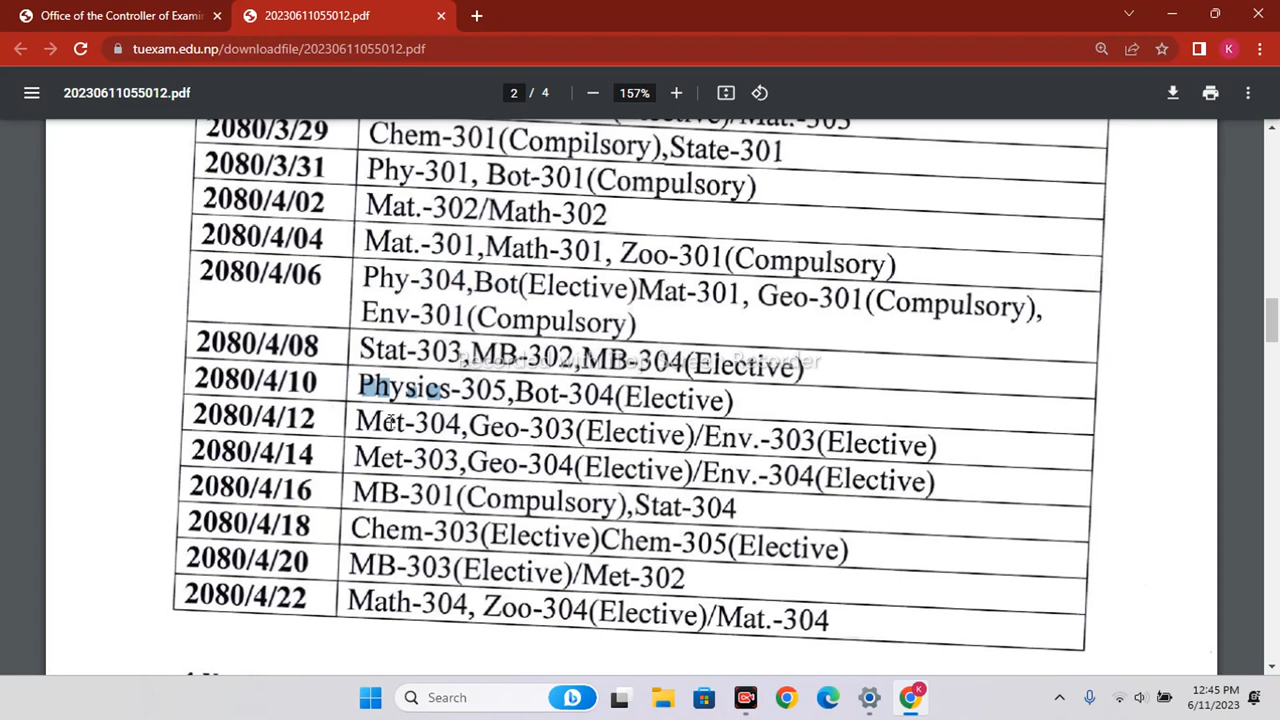 Office of the Controller of Examin
20230611055012.pdf
tuexam.edu.np/downloadfile/20230611055012.pdf
K
20230611055012.pdf
2 / 4
157%
2080/3/29 Chem-301(Compilsory),State-301
2080/3/31 Phy-301, Bot-301(Compulsory)
2080/4/02 Mat.-302/Math-302
2080/4/04 Mat.-301,Math-301, Zoo-301(Compulsory)
2080/4/06 Phy-304,Bot(Elective)Mat-301, Geo-301(Compulsory),
Env-301(Compulsory)
2080/4/08 Stat-303,MB-302,MB-304(Elective)
Recorded with Recorder
2080/4/10 Physics-305,Bot-304(Elective)
2080/4/12 Met-304,Geo-303(Elective)/Env.-303(Elective)
2080/4/14 Met-303,Geo-304(Elective)/Env.-304(Elective)
2080/4/16 MB-301(Compulsory),Stat-304
2080/4/18 Chem-303(Elective)Chem-305(Elective)
2080/4/20 MB-303(Elective)/Met-302
2080/4/22 Math-304, Zoo-304(Elective)/Mat.-304
Search
K
12:45 PM
6/11/2023